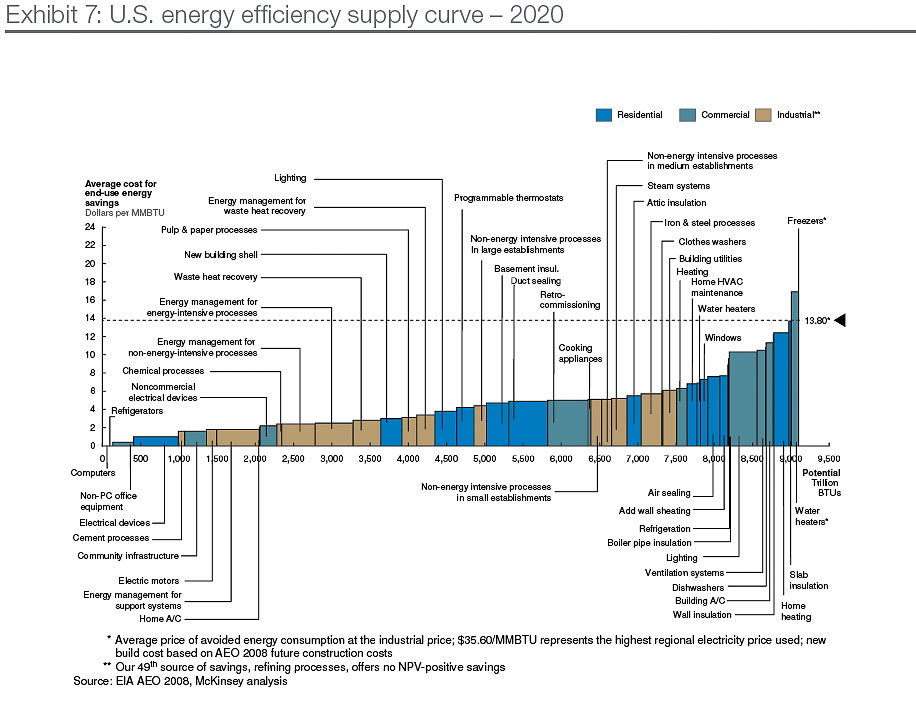 Exhibit 7: U.S. energy efficiency supply curve – 2020
Residential
Commercial
Industrial**
Average cost for
end-use energy
savings
Dollars per MMBTU
24
22
20
18
16
14
12
10
8
6
4
2
0
Lighting
Energy management for
waste heat recovery
Pulp & paper processes
New building shell
Waste heat recovery
Energy management for
energy-intensive processes
Energy management for
non-energy-intensive processes
Chemical processes
Noncommercial
electrical devices
Refrigerators
Programmable thermostats
Non-energy intensive processes
In large establishments
Basement insul.
Duct sealing
Retro-
commissioning
Cooking
appliances
Non-energy intensive processes
in medium establishments
Steam systems
Attic insulation
Iron & steel processes
Clothes washers
Building utilities
Heating
Home HVAC
maintenance
Water heaters
Windows
Freezers*
13.80*
0
500
1,000
1,500
2,000
2,500
3,000
3,500
4,000
4,500
5,000
5,500
6,000
6,500
7,000
7,500
8,000
8,500
9,000
9,500
Potential
Trillion
BTUs
Computers
Non-PC office
equipment
Electrical devices
Cement processes
Community infrastructure
Electric motors
Energy management for
support systems
Home A/C
Non-energy intensive processes
in small establishments
Air sealing
Add wall sheating
Refrigeration
Boiler pipe insulation
Lighting
Ventilation systems
Dishwashers
Building A/C
Wall insulation
Water
heaters*
Slab
insulation
Home
heating
* Average price of avoided energy consumption at the industrial price; $35.60/MMBTU represents the highest regional electricity price used; new
build cost based on AEO 2008 future construction costs
** Our 49th source of savings, refining processes, offers no NPV-positive savings
Source: EIA AEO 2008, McKinsey analysis